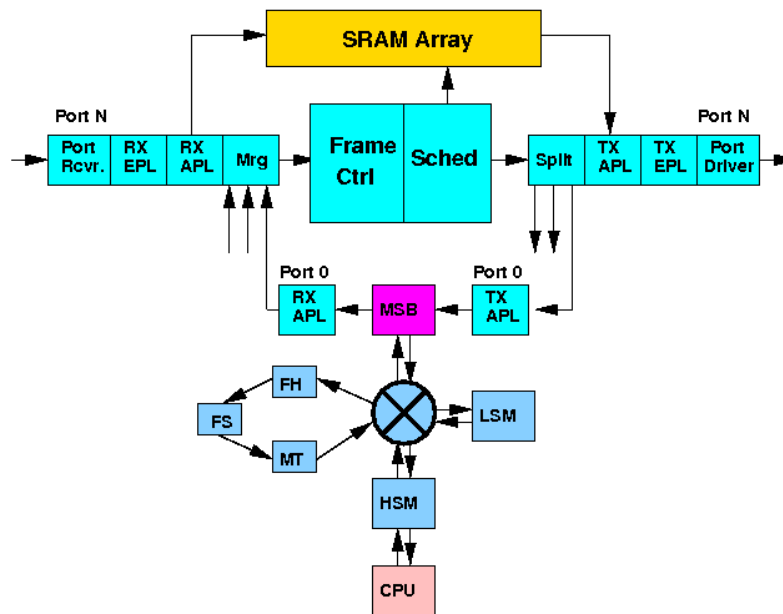 SRAM Array
Port N
Port N
Port Rcvr.
RX EPL
RX APL
Mrg
Frame Ctrl
Sched
Split
TX APL
TX EPL
Port Driver
Port 0
Port 0
RX APL
MSB
TX APL
FH
FS
MT
LSM
HSM
CPU